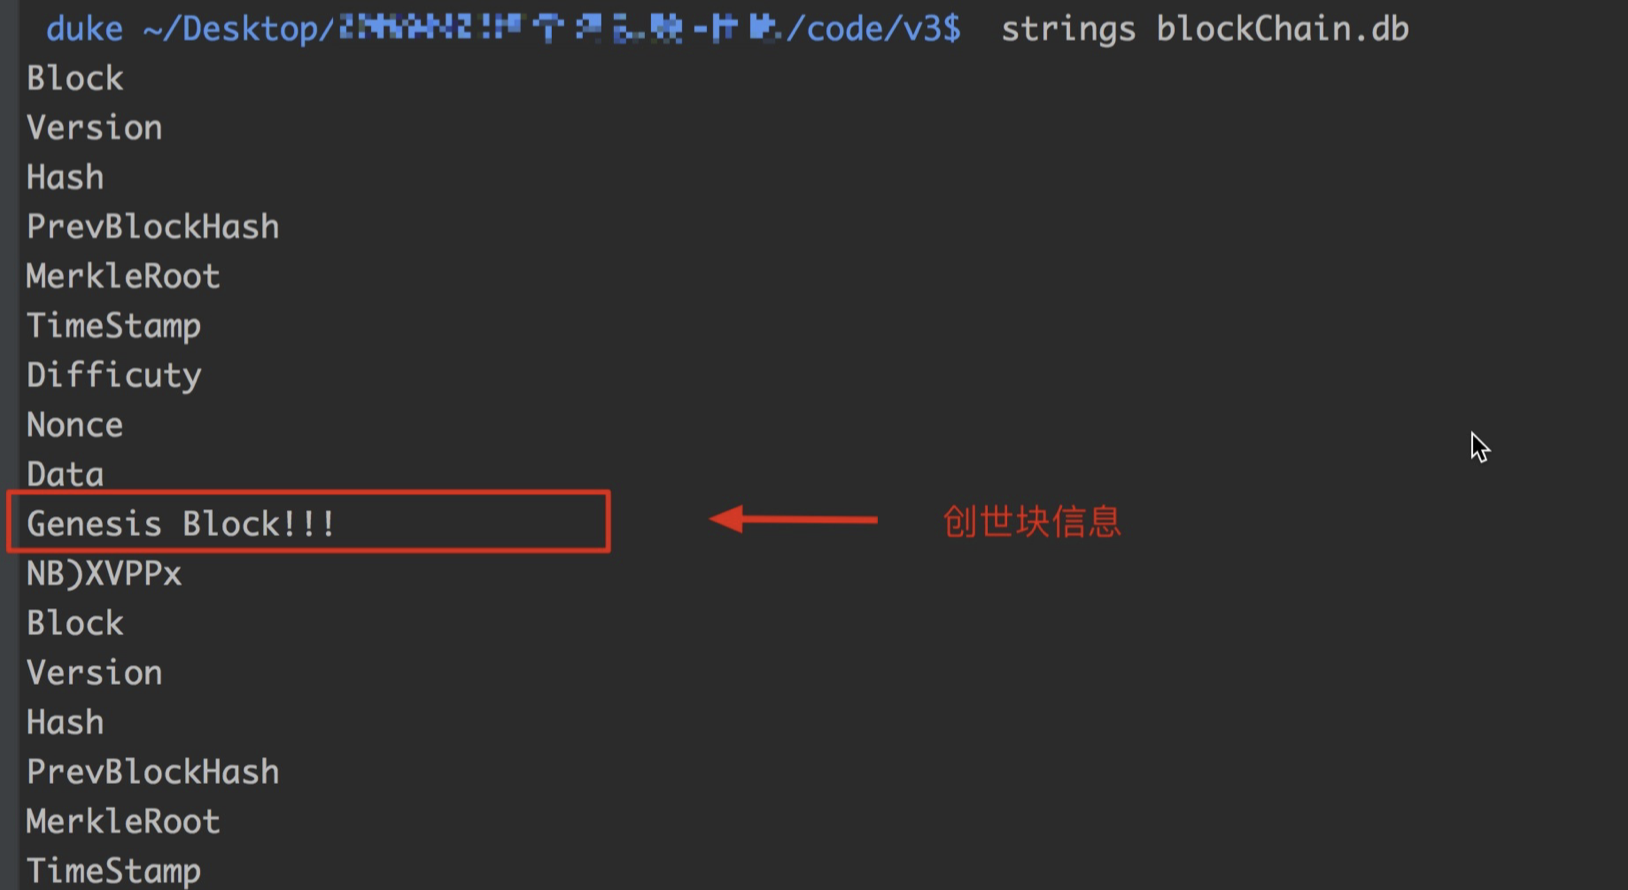 duke ~/Desktop/ /code/v3$ strings blockChain.db
Block
Version
Hash
PrevBlockHash
MerkleRoot
TimeStamp
Difficuty
Nonce
Data
Genesis Block!!! 创世块信息
NB)XVPPx
Block
Version
Hash
PrevBlockHash
MerkleRoot
TimeStamp